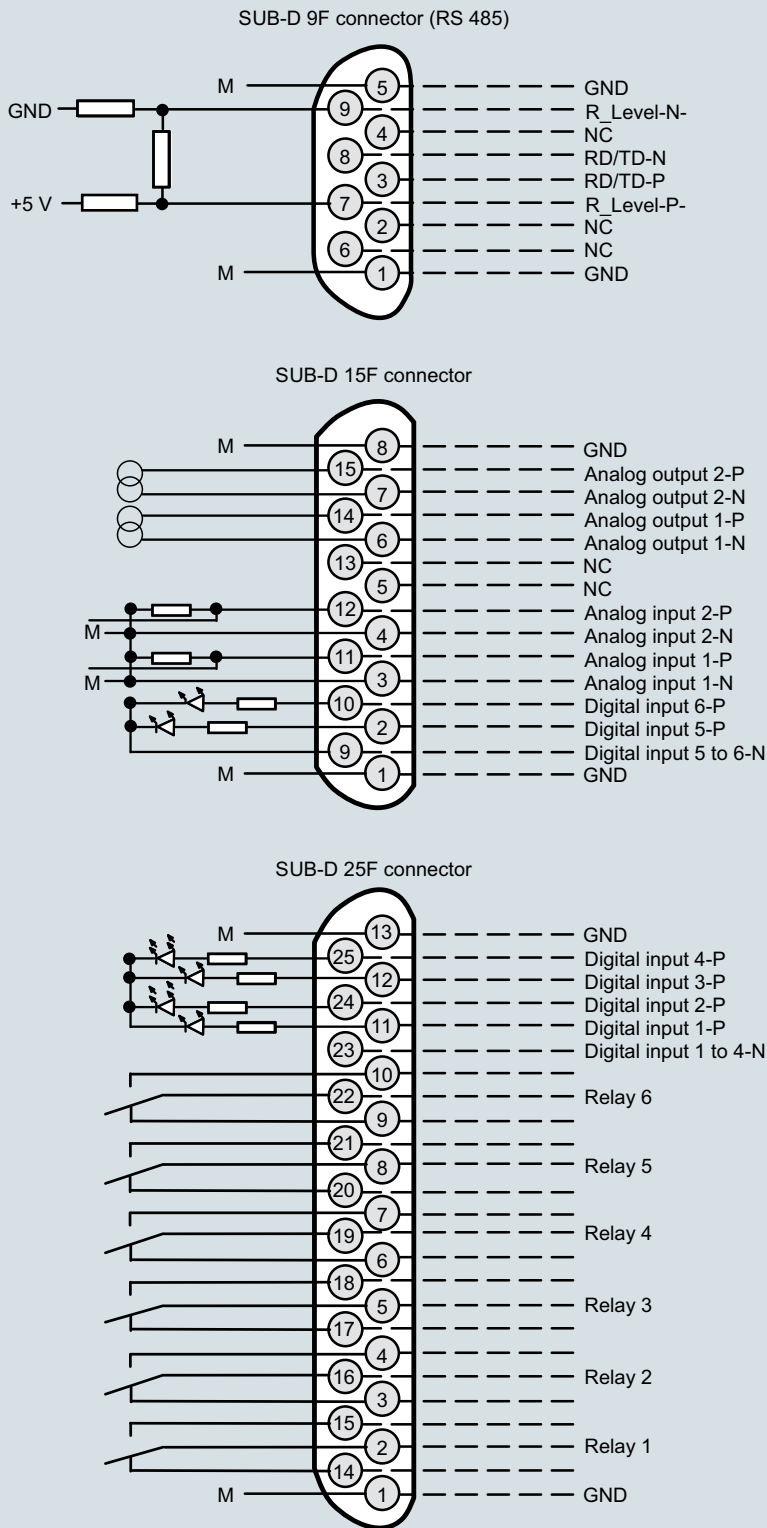 SUB-D 9F connector (RS 485)
M 5 GND
GND 9 R_Level-N-
4 NC
8 RD/TD-N
3 RD/TD-P
+5 V 7 R_Level-P-
2 NC
6 NC
M 1 GND
SUB-D 15F connector
M 8 GND
15 Analog output 2-P
7 Analog output 2-N
14 Analog output 1-P
6 Analog output 1-N
13 NC
5 NC
12 Analog input 2-P
M 4 Analog input 2-N
11 Analog input 1-P
M 3 Analog input 1-N
10 Digital input 6-P
2 Digital input 5-P
9 Digital input 5 to 6-N
M 1 GND
SUB-D 25F connector
M 13 GND
25 Digital input 4-P
12 Digital input 3-P
24 Digital input 2-P
11 Digital input 1-P
23 Digital input 1 to 4-N
10
22 Relay 6
9
21
8 Relay 5
20
7
19 Relay 4
6
18
5 Relay 3
17
4
16 Relay 2
3
15
2 Relay 1
14
M 1 GND